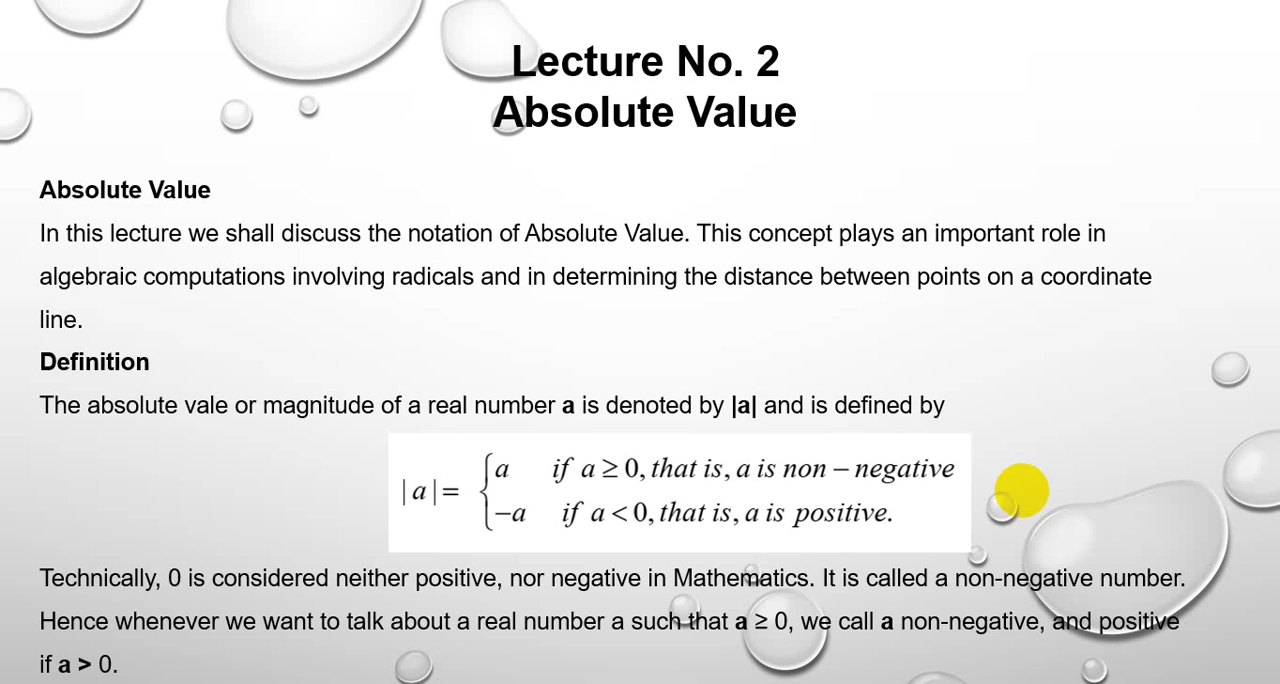 Lecture No. 2
Absolute Value
Absolute Value
In this lecture we shall discuss the notation of Absolute Value. This concept plays an important role in
algebraic computations involving radicals and in determining the distance between points on a coordinate
line.
Definition
The absolute vale or magnitude of a real number a is denoted by |a| and is defined by
|a|= { a if a ≥ 0, that is, a is non – negative
−a if a < 0, that is, a is positive.
Technically, 0 is considered neither positive, nor negative in Mathematics. It is called a non-negative number.
Hence whenever we want to talk about a real number a such that a ≥ 0, we call a non-negative, and positive
if a > 0.